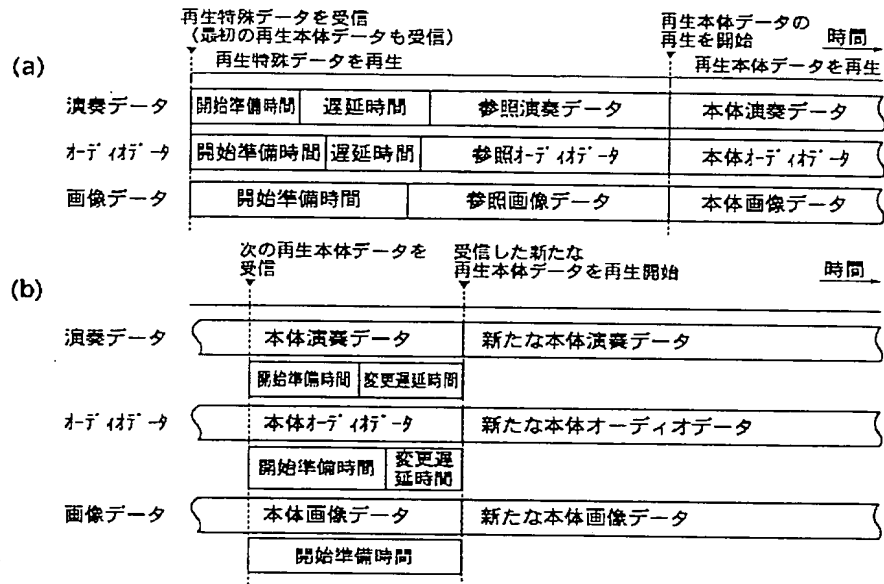 再生特殊データを受信
(最初の再生本体データも受信)
再生本体データの
再生を開始
時間
(a)
再生特殊データを再生
再生本体データを再生
演奏データ
開始準備時間
遅延時間
参照演奏データ
本体演奏データ
オーディオデータ
開始準備時間
遅延時間
参照オーディオデータ
本体オーディオデータ
画像データ
開始準備時間
参照画像データ
本体画像データ
次の再生本体データを
受信
受信した新たな
再生本体データを再生開始
時間
(b)
演奏データ
本体演奏データ
新たな本体演奏データ
開始準備時間
変更遅延時間
オーディオデータ
本体オーディオデータ
新たな本体オーディオデータ
開始準備時間
変更遅
延時間
画像データ
本体画像データ
新たな本体画像データ
開始準備時間